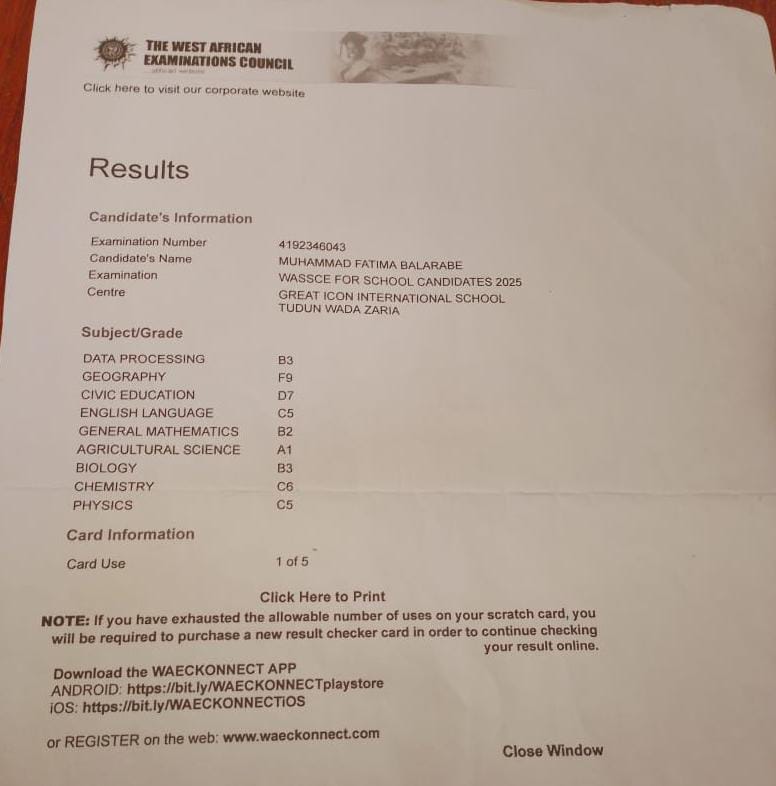 THE WEST AFRICAN
EXAMINATIONS COUNCIL
Click here to visit our corporate website
Results
Candidate's Information
Examination Number 4192346043
Candidate's Name MUHAMMAD FATIMA BALARABE
Examination WASSCE FOR SCHOOL CANDIDATES 2025
Centre GREAT ICON INTERNATIONAL SCHOOL
TUDUN WADA ZARIA
Subject/Grade
DATA PROCESSING B3
GEOGRAPHY F9
CIVIC EDUCATION D7
ENGLISH LANGUAGE C5
GENERAL MATHEMATICS B2
AGRICULTURAL SCIENCE A1
BIOLOGY B3
CHEMISTRY C6
PHYSICS C5
Card Information
Card Use 1 of 5
Click Here to Print
NOTE: If you have exhausted the allowable number of uses on your scratch card, you
will be required to purchase a new result checker card in order to continue checking
your result online.
Download the WAECKONNECT APP
ANDROID: https://bit.ly/WAECKONNECTplaystore
iOS: https://bit.ly/WAECKONNECTiOS
or REGISTER on the web: www.waeckonnect.com
Close Window